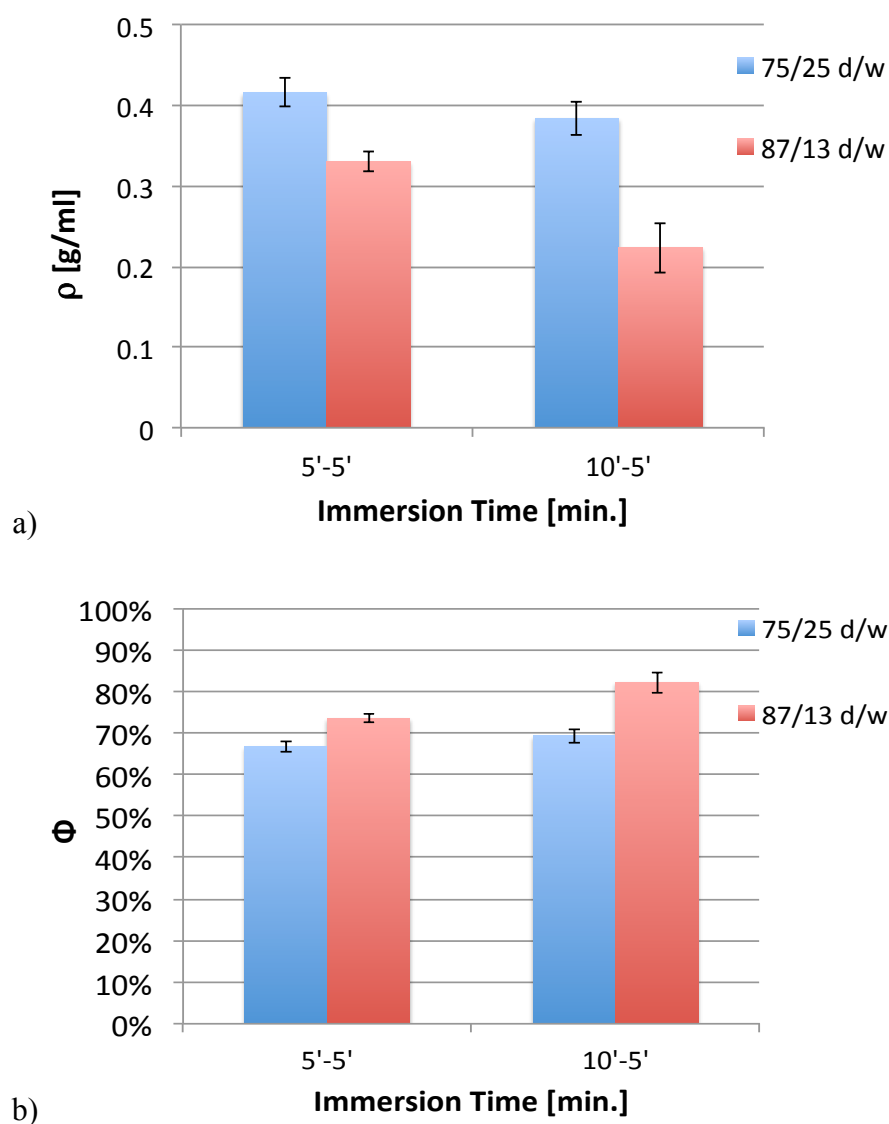 0.5
0.4
0.3
0.2
0.1
0
ρ [g/ml]
75/25 d/w
87/13 d/w
5'-5'
10'-5'
Immersion Time [min.]
a)
100%
90%
80%
70%
60%
50%
40%
30%
20%
10%
0%
Φ
75/25 d/w
87/13 d/w
5'-5'
10'-5'
Immersion Time [min.]
b)